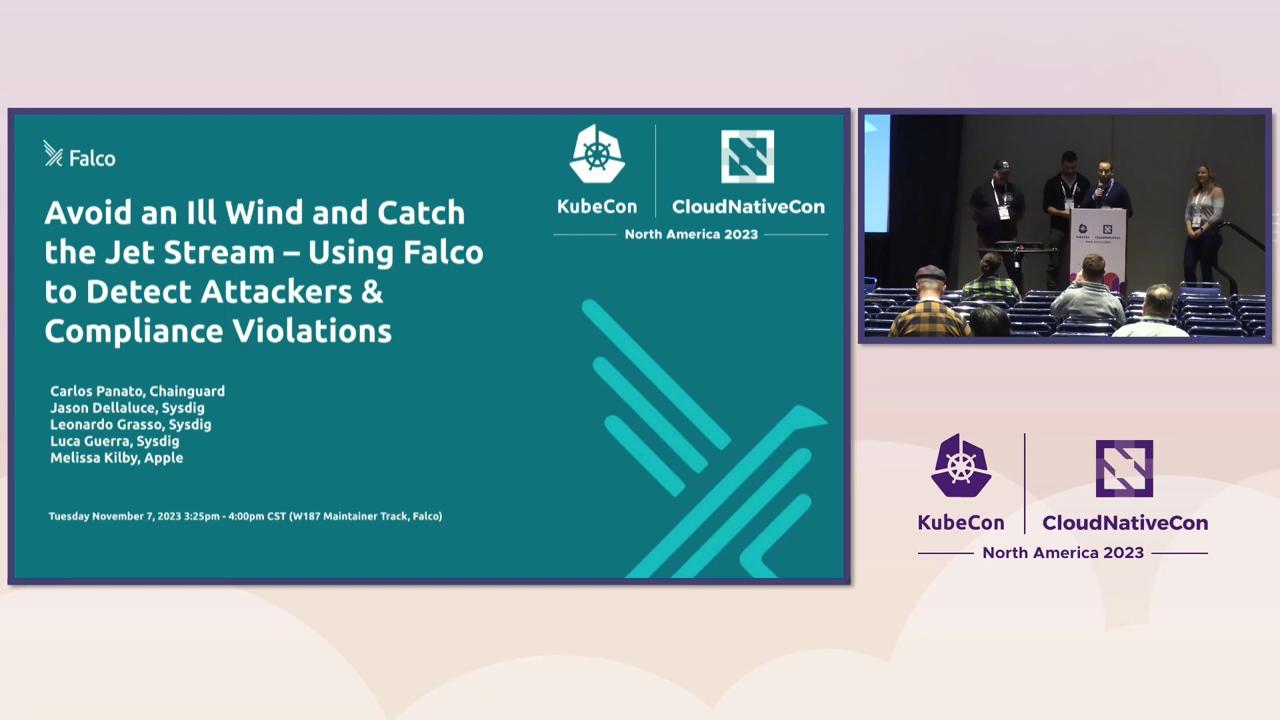 Falco
Avoid an Ill Wind and Catch
the Jet Stream – Using Falco
to Detect Attackers &
Compliance Violations
Carlos Panato, Chainguard
Jason Dellaluce, Sysdig
Leonardo Grasso, Sysdig
Luca Guerra, Sysdig
Melissa Kilby, Apple
Tuesday November 7, 2023 3:25pm - 4:00pm CST (W187 Maintainer Track, Falco)
KubeCon
CloudNativeCon
North America 2023
KubeCon
CloudNativeCon
North America 2023